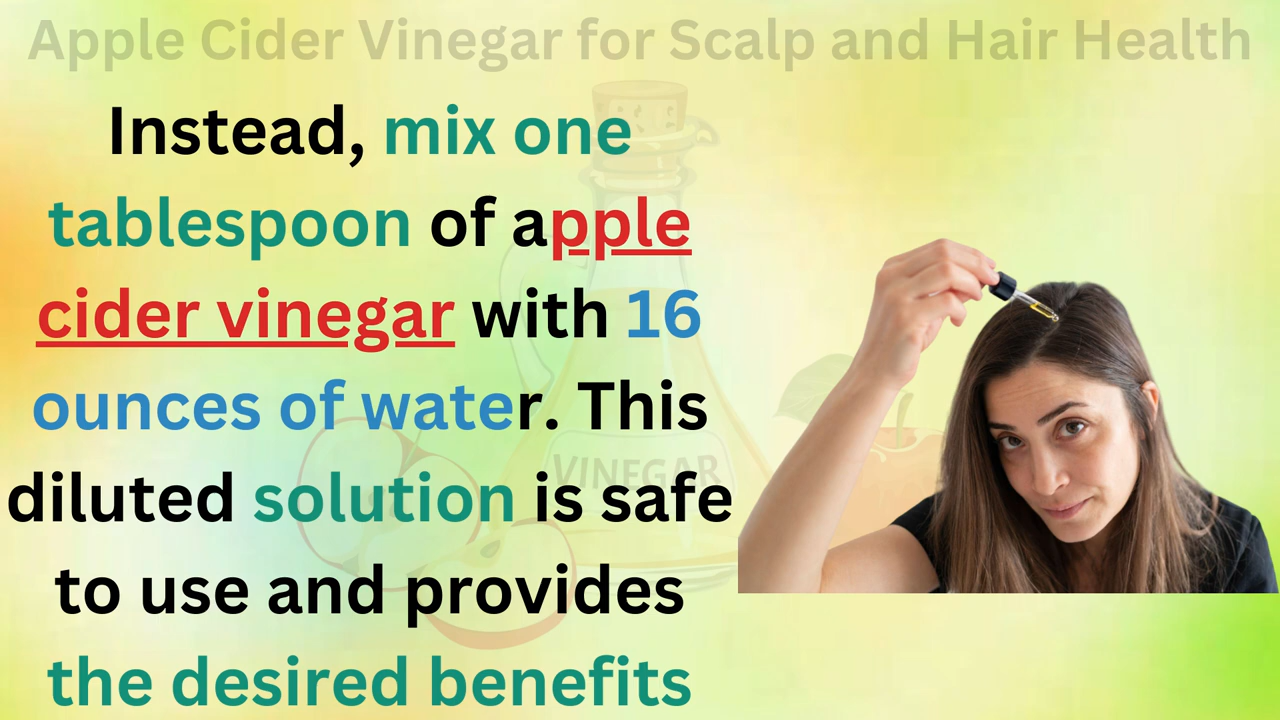 Apple Cider Vinegar for Scalp and Hair Health
Instead, mix one
tablespoon of apple
cider vinegar with 16
ounces of water. This
diluted solution is safe
to use and provides
the desired benefits
VINEGAR